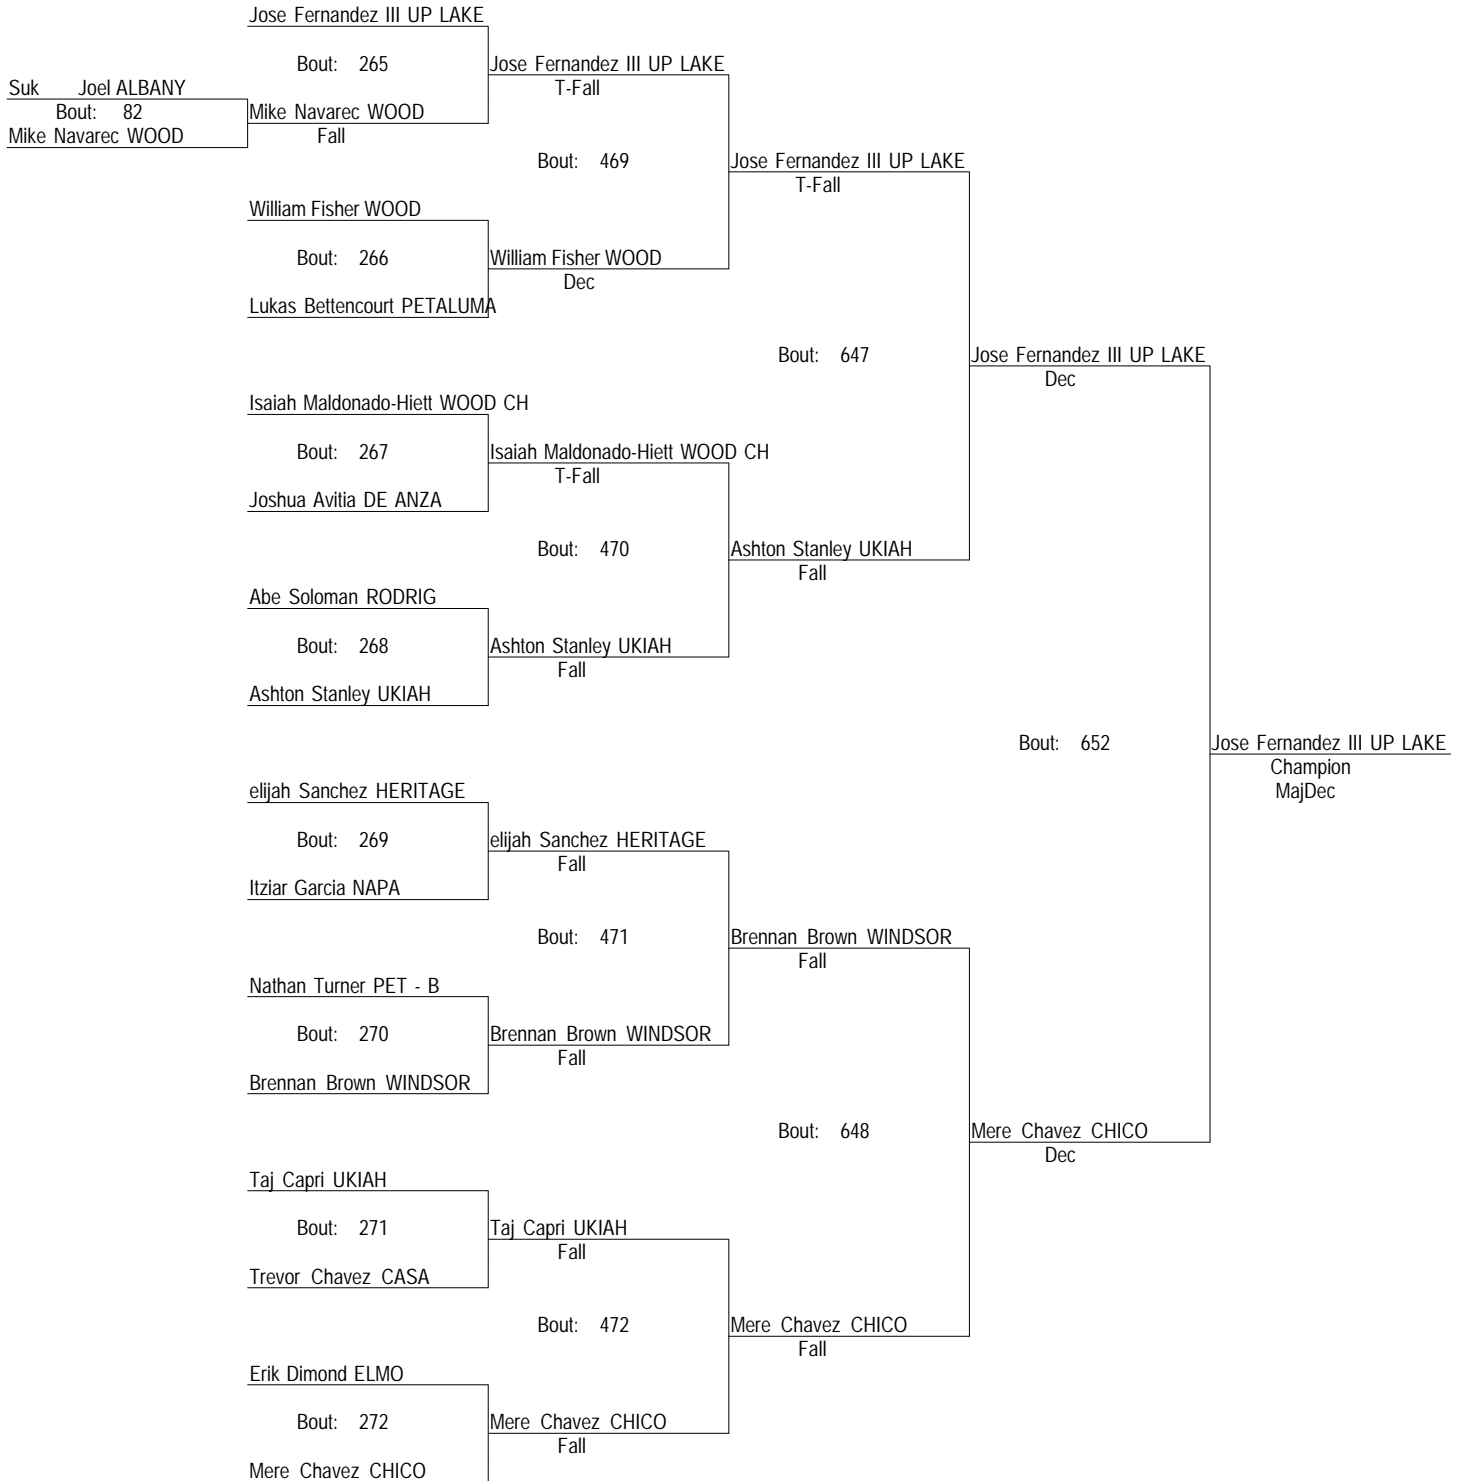 Jose Fernandez III UP LAKE
Bout: 265
Jose Fernandez III UP LAKE
T-Fall
Suk Joel ALBANY
Bout: 82
Mike Navarec WOOD
Mike Navarec WOOD
Fall
Bout: 469
Jose Fernandez III UP LAKE
T-Fall
William Fisher WOOD
Bout: 266
William Fisher WOOD
Dec
Lukas Bettencourt PETALUMA
Bout: 647
Jose Fernandez III UP LAKE
Dec
Isaiah Maldonado-Hiett WOOD CH
Bout: 267
Isaiah Maldonado-Hiett WOOD CH
T-Fall
Joshua Avitia DE ANZA
Bout: 470
Ashton Stanley UKIAH
Fall
Abe Soloman RODRIG
Bout: 268
Ashton Stanley UKIAH
Fall
Ashton Stanley UKIAH
Bout: 652
Jose Fernandez III UP LAKE
Champion
MajDec
elijah Sanchez HERITAGE
Bout: 269
elijah Sanchez HERITAGE
Fall
Itziar Garcia NAPA
Bout: 471
Brennan Brown WINDSOR
Fall
Nathan Turner PET - B
Bout: 270
Brennan Brown WINDSOR
Fall
Brennan Brown WINDSOR
Bout: 648
Mere Chavez CHICO
Dec
Taj Capri UKIAH
Bout: 271
Taj Capri UKIAH
Fall
Trevor Chavez CASA
Bout: 472
Mere Chavez CHICO
Fall
Erik Dimond ELMO
Bout: 272
Mere Chavez CHICO
Fall
Mere Chavez CHICO